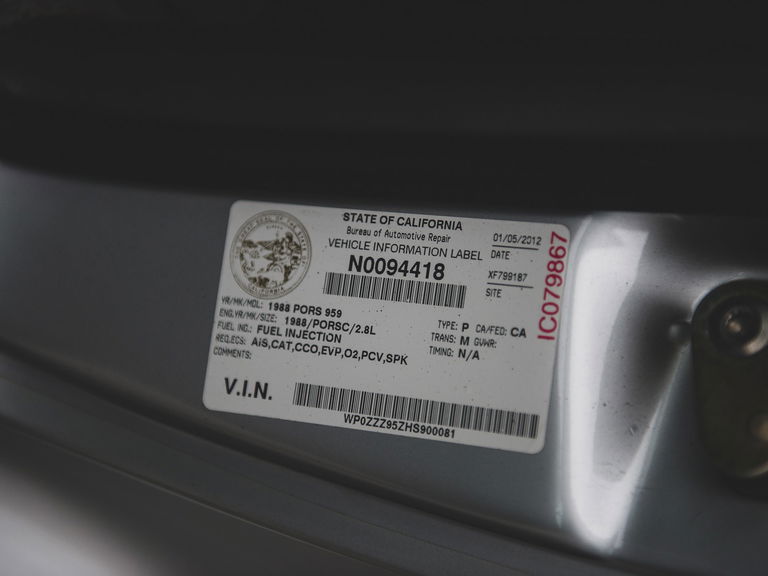 STATE OF CALIFORNIA
Bureau of Automotive Repair
VEHICLE INFORMATION LABEL
N0094418
01/05/2012
DATE
XF799187
SITE
IC079867
YR/MK/MDL: 1988 PORS 959
ENG.YR/MK/SIZE: 1988/PORSC/2.8L
FUEL IND.: FUEL INJECTION
REQ.ECS: AiS,CAT,CCO,EVP,O2,PCV,SPK
COMMENTS:
TYPE: P CA/FED: CA
TRANS: M GVWR:
TIMING: N/A
V.I.N.
WP0ZZZ95ZHS900081